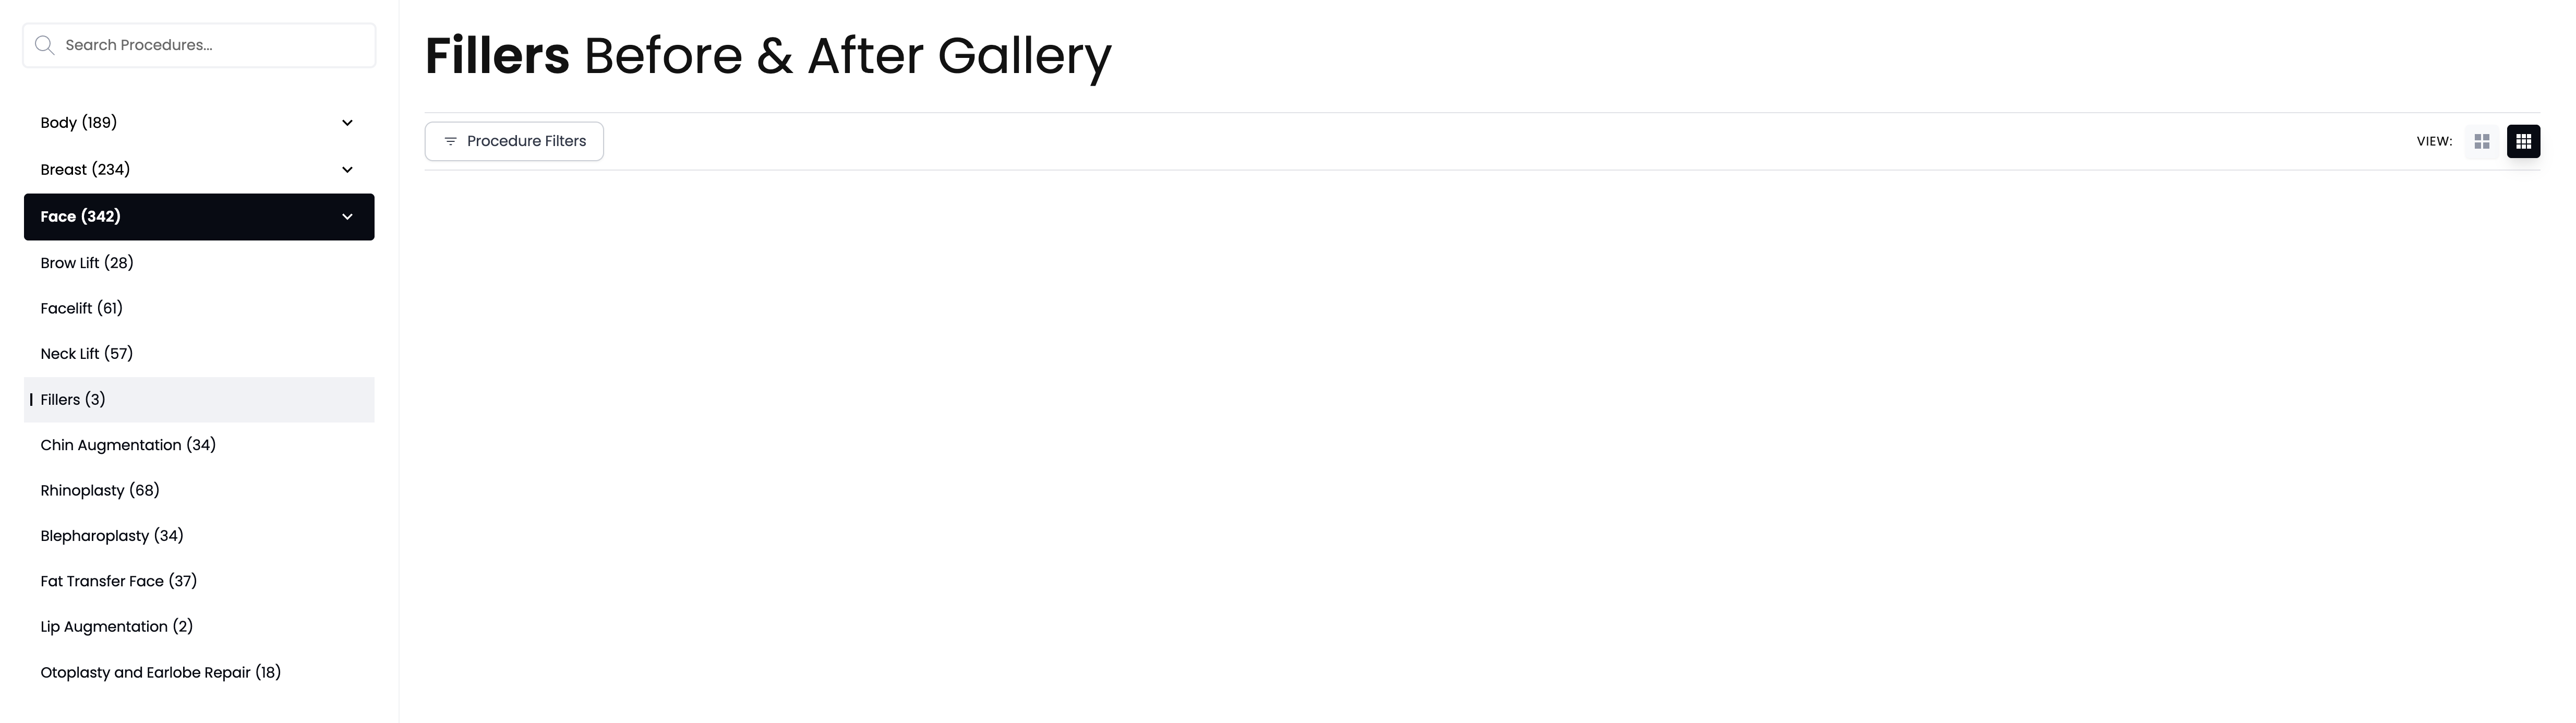 Search Procedures...
Body (189)
Breast (234)
Face (342)
Brow Lift (28)
Facelift (61)
Neck Lift (57)
Fillers (3)
Chin Augmentation (34)
Rhinoplasty (68)
Blepharoplasty (34)
Fat Transfer Face (37)
Lip Augmentation (2)
Otoplasty and Earlobe Repair (18)
Fillers Before & After Gallery
Procedure Filters
VIEW: